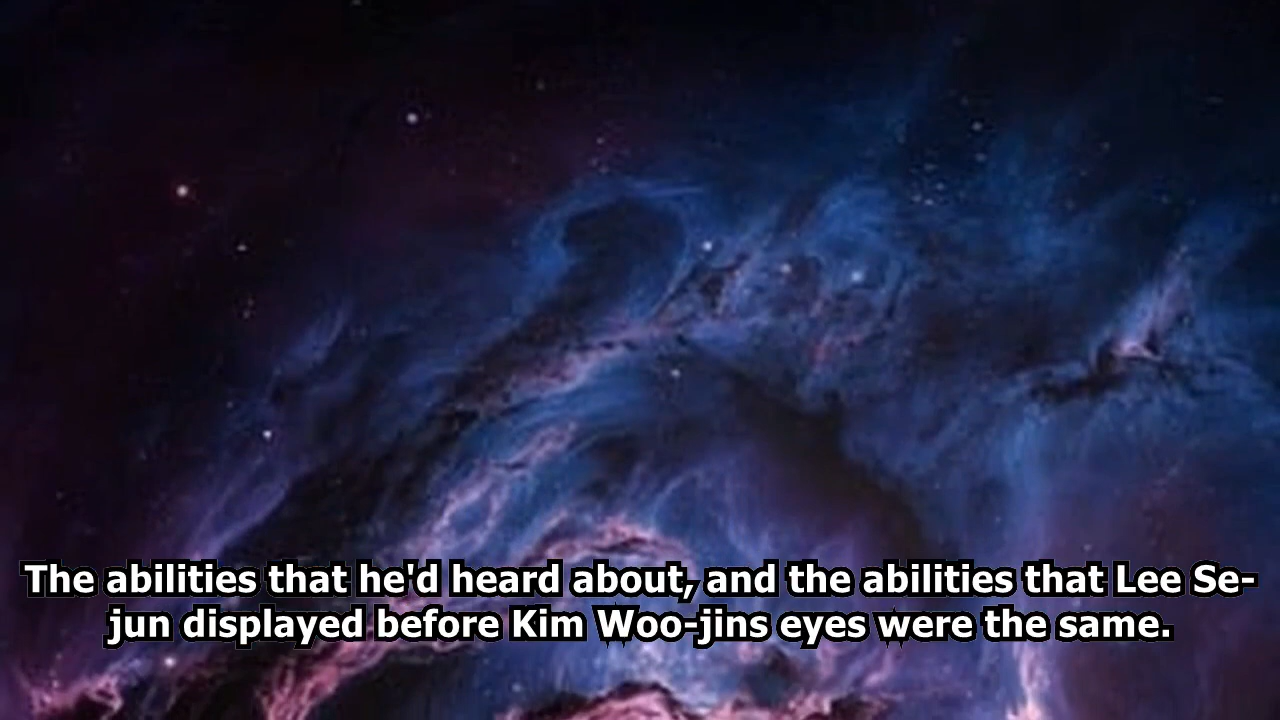 The abilities that he'd heard about, and the abilities that Lee Se-
jun displayed before Kim Woo-jins eyes were the same.